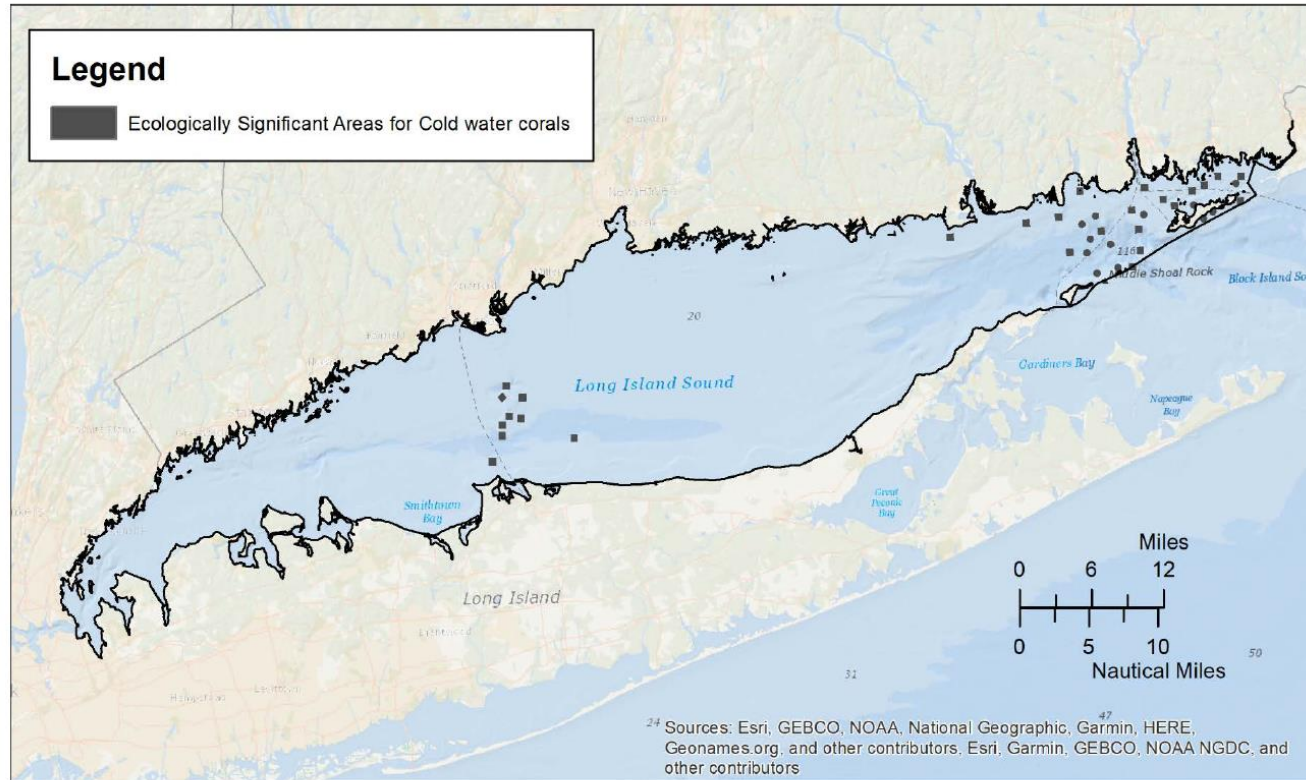 Legend
Ecologically Significant Areas for Cold water corals
116
Middle Shoal Rock
Block Island So
20
Long Island Sound
Gardiners Bay
Napeague
Bay
Smithtown
Bay
Great
Peconic
Bay
Long Island
Miles
0 6 12
0 5 10
Nautical Miles
50
31
47
24
Sources: Esri, GEBCO, NOAA, National Geographic, Garmin, HERE,
Geonames.org, and other contributors, Esri, Garmin, GEBCO, NOAA NGDC, and
other contributors